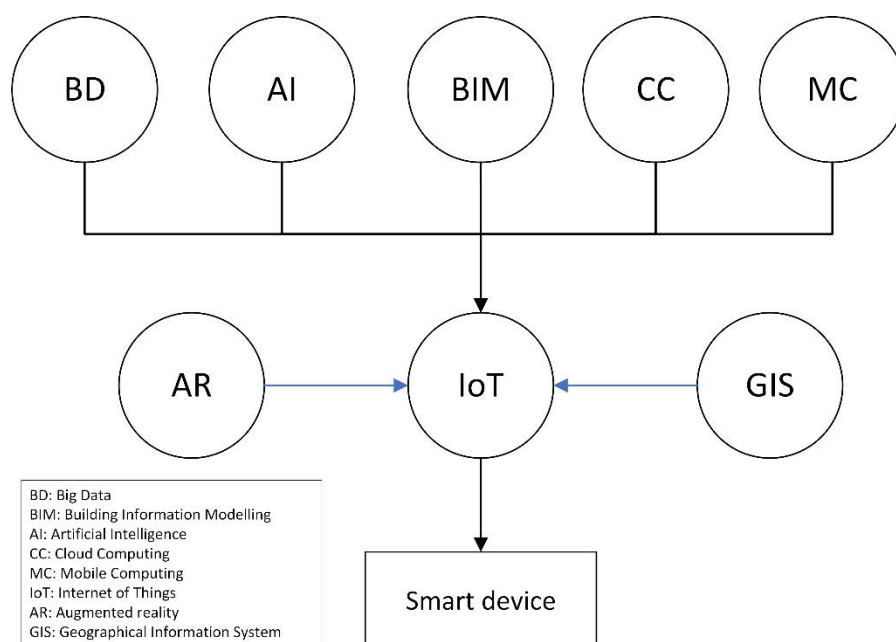 BD
AI
BIM
CC
MC
AR
IoT
GIS
BD: Big Data
BIM: Building Information Modelling
AI: Artificial Intelligence
CC: Cloud Computing
MC: Mobile Computing
IoT: Internet of Things
AR: Augmented reality
GIS: Geographical Information System
Smart device